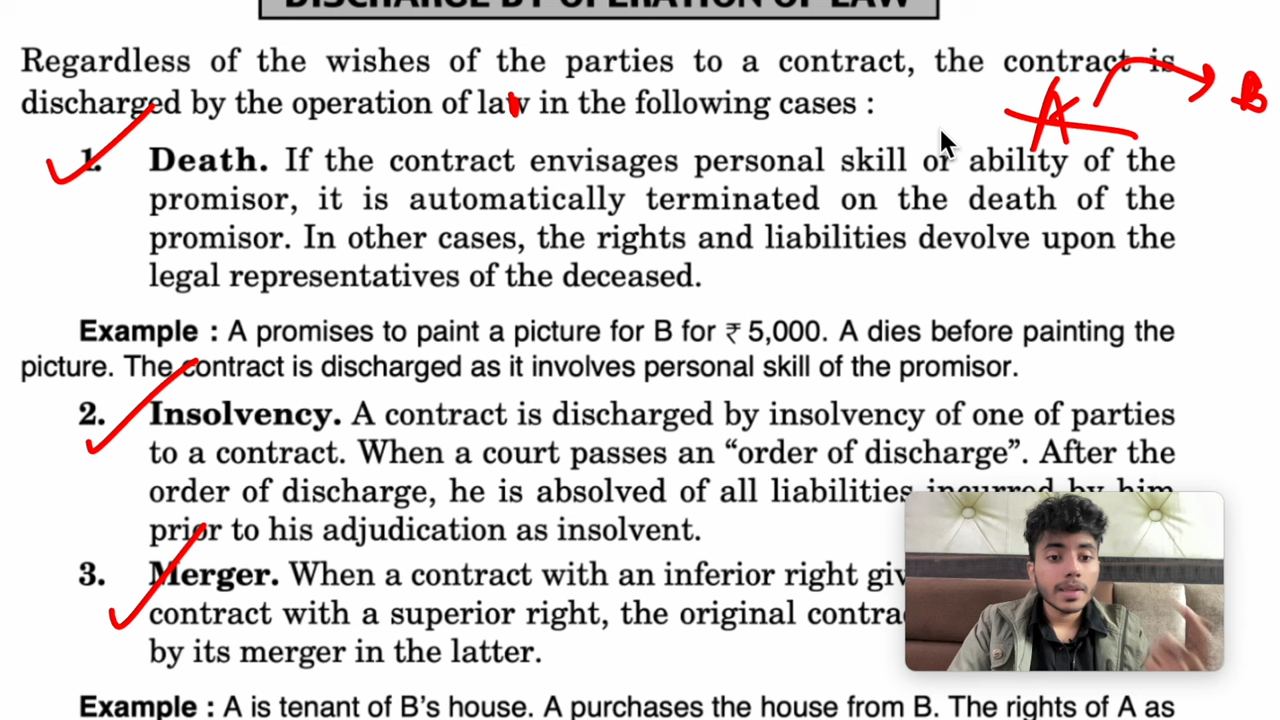 DISCHARGE BY OPERATION OF LAW
Regardless of the wishes of the parties to a contract, the contract is
A B
discharged by the operation of law in the following cases :
1. Death. If the contract envisages personal skill or ability of the
promisor, it is automatically terminated on the death of the
promisor. In other cases, the rights and liabilities devolve upon the
legal representatives of the deceased.
Example : A promises to paint a picture for B for ₹ 5,000. A dies before painting the
picture. The contract is discharged as it involves personal skill of the promisor.
2. Insolvency. A contract is discharged by insolvency of one of parties
to a contract. When a court passes an “order of discharge”. After the
order of discharge, he is absolved of all liabilities incurred by him
prior to his adjudication as insolvent.
3. Merger. When a contract with an inferior right
contract with a superior right, the original
by its merger in the latter.
Example : A is tenant of B's house. A purchases the house from B. The rights of A as